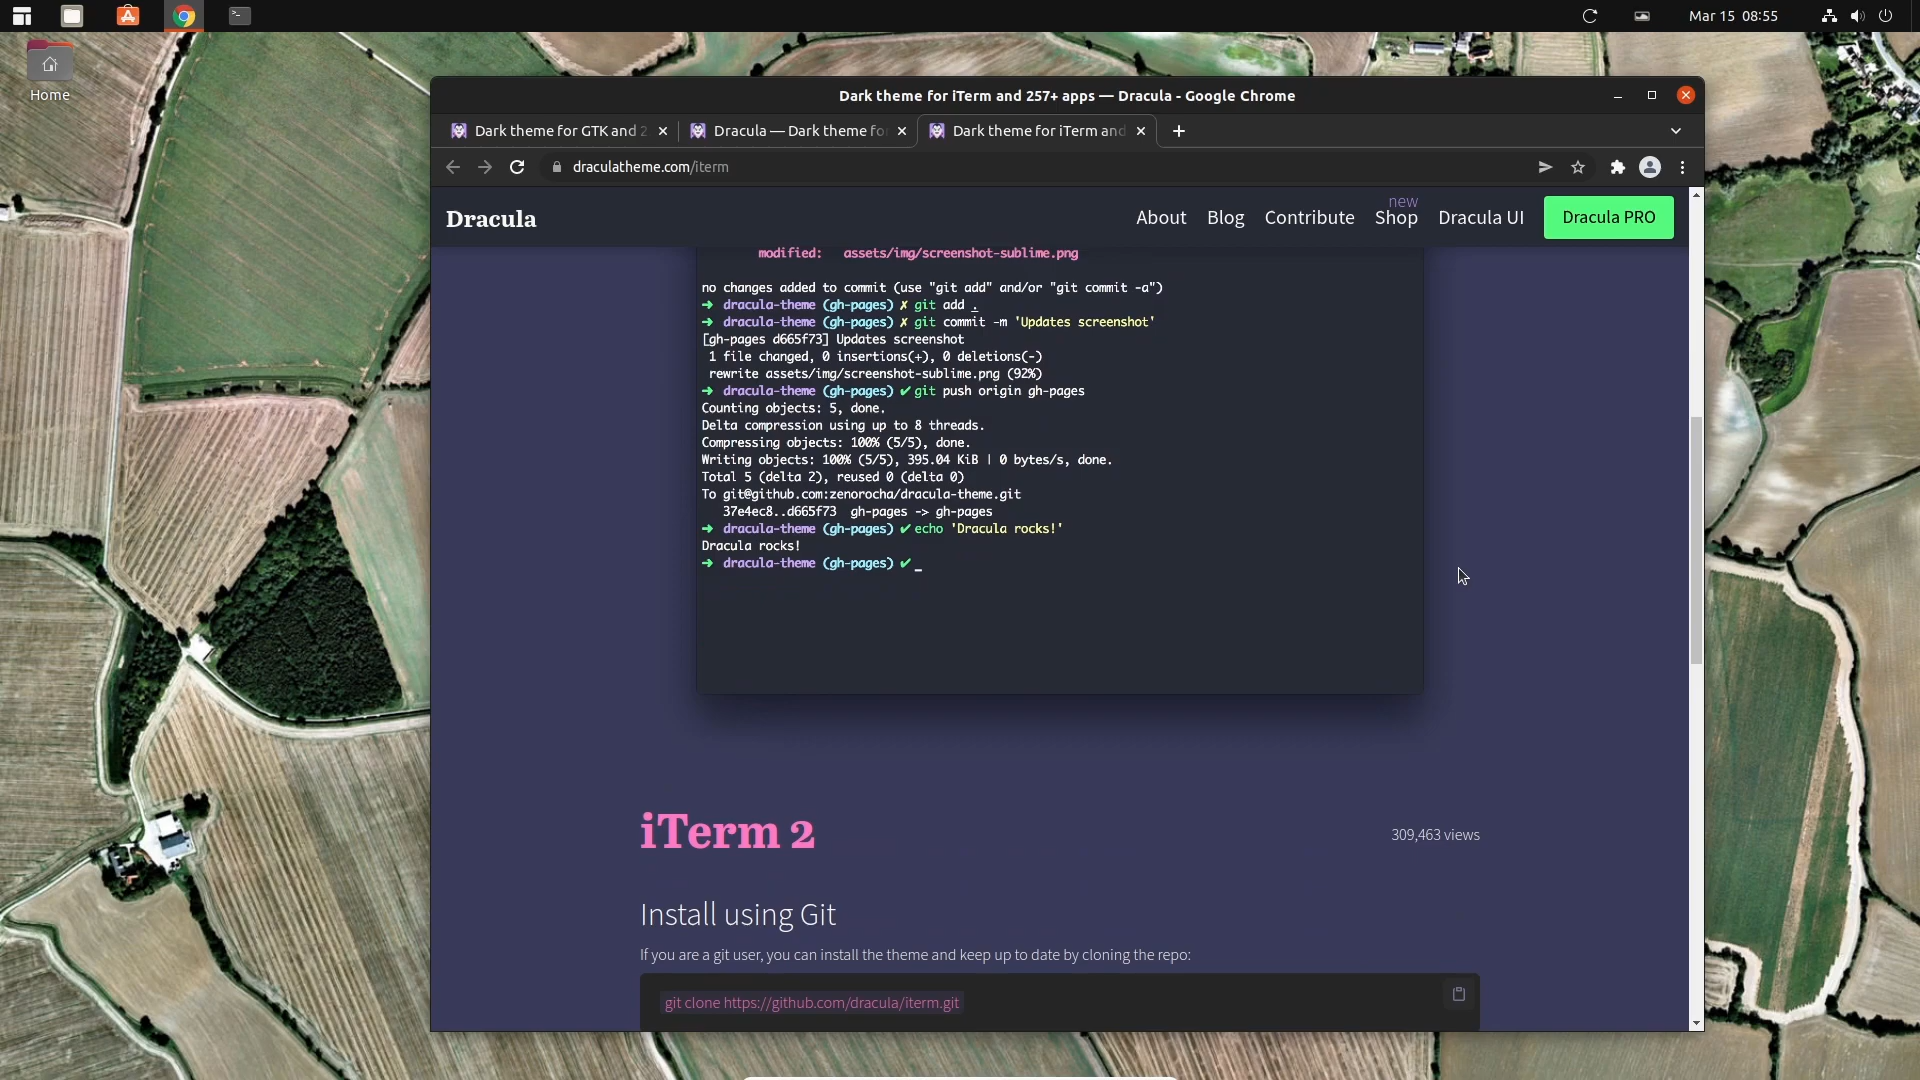 Mar 15 08:55
Home
Dark theme for iTerm and 257+ apps — Dracula - Google Chrome
Dark theme for GTK and 2
Dracula — Dark theme for
Dark theme for iTerm and
draculatheme.com/iterm
Dracula
About
Blog
Contribute
new
Shop
Dracula UI
Dracula PRO
modified: assets/img/screenshot-sublime.png
no changes added to commit (use "git add" and/or "git commit -a")
➜ dracula-theme (gh-pages) ✗ git add .
➜ dracula-theme (gh-pages) ✗ git commit -m 'Updates screenshot'
[gh-pages d665f73] Updates screenshot
1 file changed, 0 insertions(+), 0 deletions(-)
rewrite assets/img/screenshot-sublime.png (92%)
➜ dracula-theme (gh-pages) ✔ git push origin gh-pages
Counting objects: 5, done.
Delta compression using up to 8 threads.
Compressing objects: 100% (5/5), done.
Writing objects: 100% (5/5), 395.04 KiB | 0 bytes/s, done.
Total 5 (delta 2), reused 0 (delta 0)
To git@github.com:zenorocha/dracula-theme.git
37e4ec8..d665f73 gh-pages -> gh-pages
➜ dracula-theme (gh-pages) ✔ echo 'Dracula rocks!'
Dracula rocks!
➜ dracula-theme (gh-pages) ✔ _
iTerm 2
309,463 views
Install using Git
If you are a git user, you can install the theme and keep up to date by cloning the repo:
git clone https://github.com/dracula/iterm.git